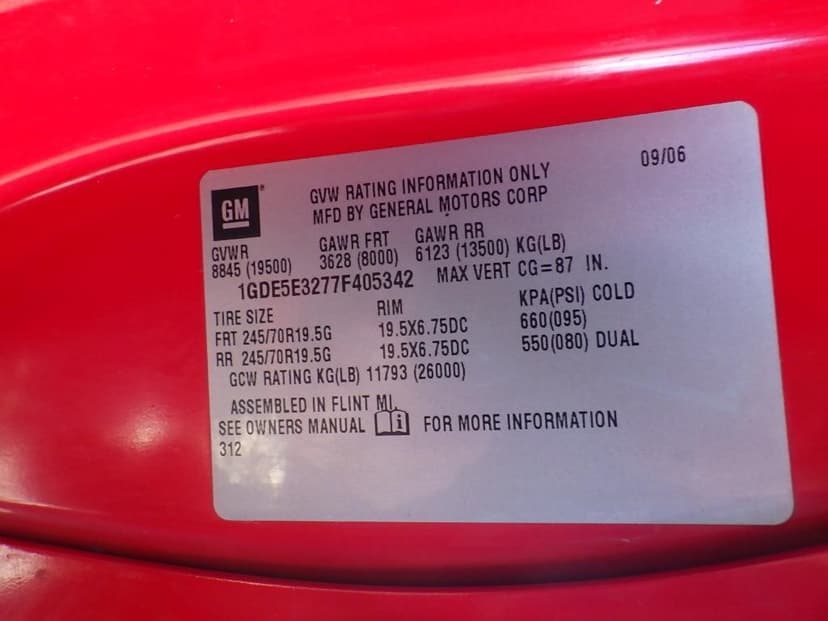 GM
GVW RATING INFORMATION ONLY 09/06
MFD BY GENERAL MOTORS CORP
GVWR GAWR FRT GAWR RR
8845 (19500) 3628 (8000) 6123 (13500) KG(LB)
1GDE5E3277F405342 MAX VERT CG=87 IN.
TIRE SIZE RIM KPA(PSI) COLD
FRT 245/70R19.5G 19.5X6.75DC 660(095)
RR 245/70R19.5G 19.5X6.75DC 550(080) DUAL
GCW RATING KG(LB) 11793 (26000)
ASSEMBLED IN FLINT MI.
SEE OWNERS MANUAL i FOR MORE INFORMATION
312